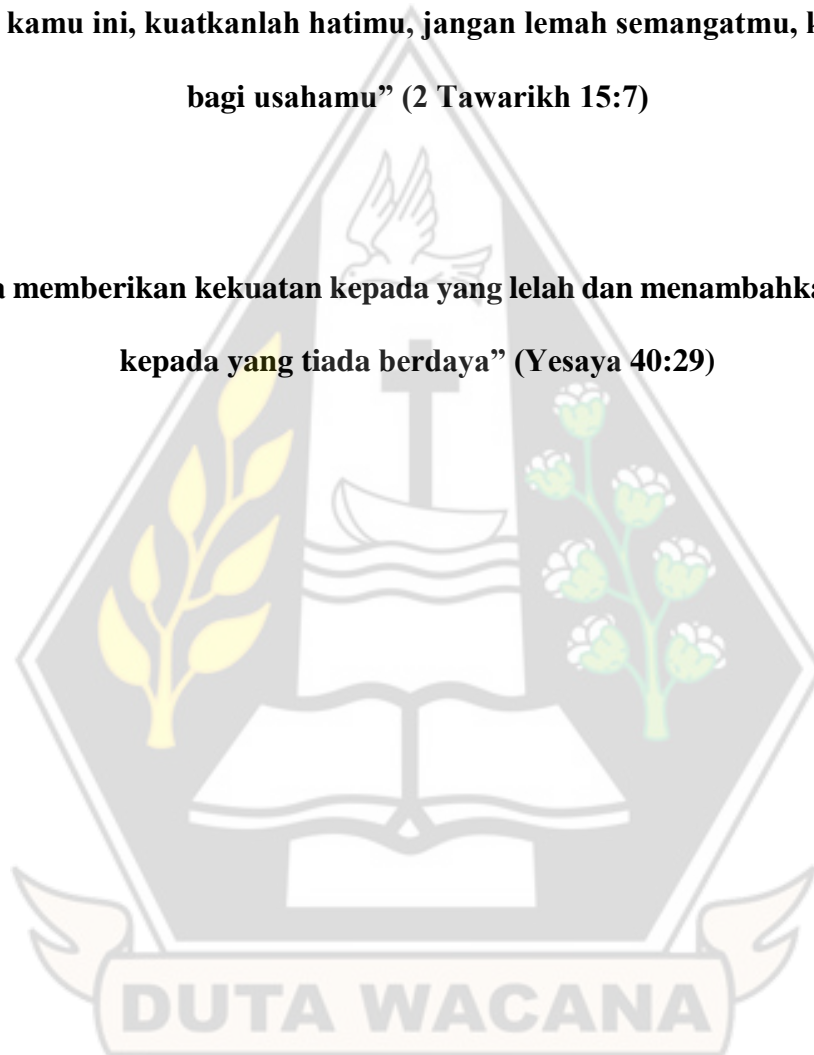 kamu ini, kuatkanlah hatimu, jangan lemah semangatmu,
bagi usahamu” (2 Tawarikh 15:7)
memberikan kekuatan kepada yang lelah dan
kepada yang tiada berdaya” (Yesaya 40:29)
DUTA WACANA